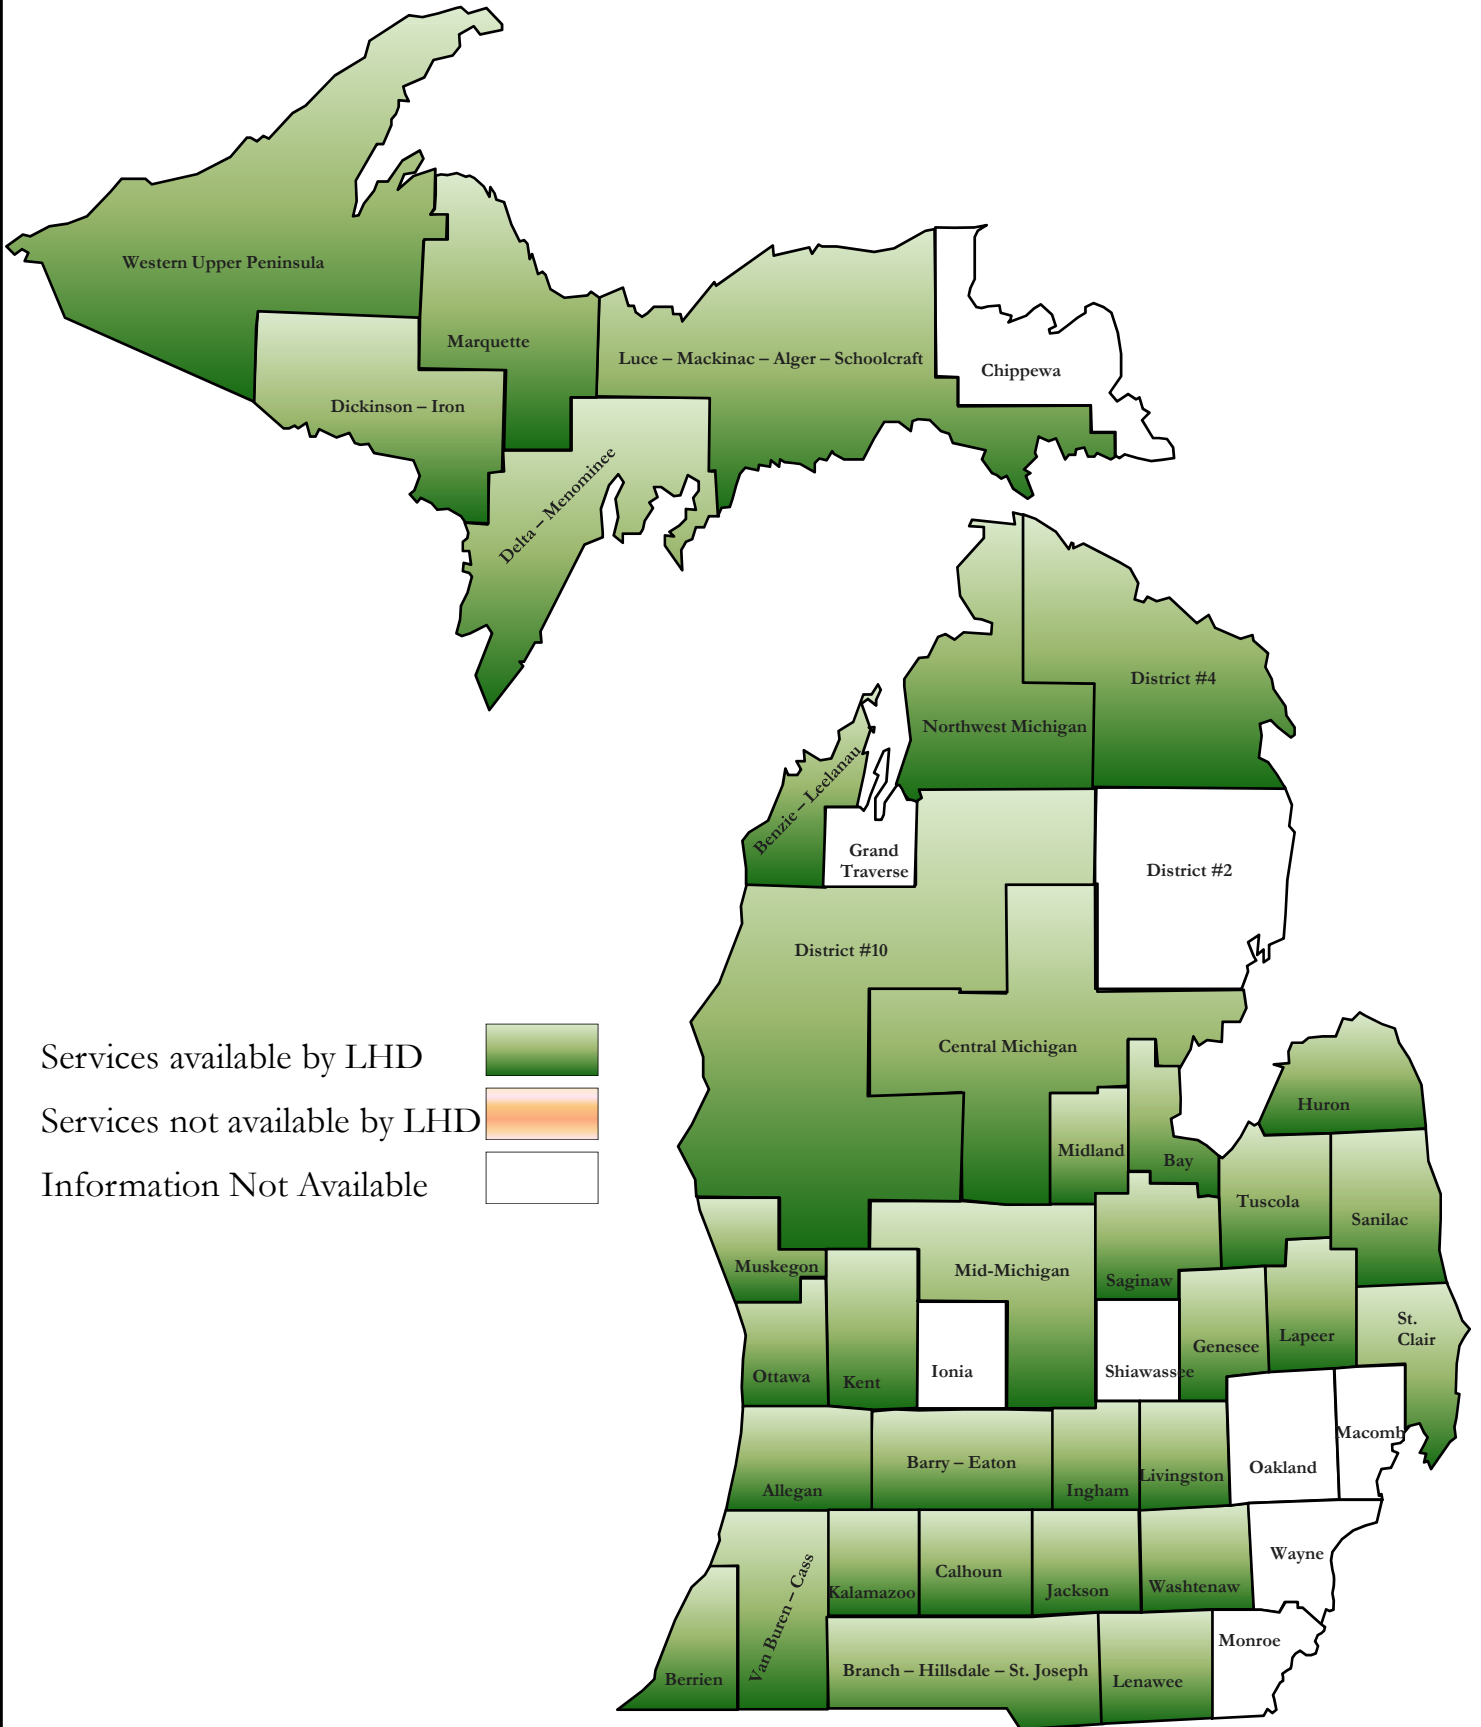 Western Upper Peninsula
Marquette
Luce – Mackinac – Alger – Schoolcraft
Chippewa
Dickinson – Iron
Delta – Menominee
District #4
Northwest Michigan
Benzie – Leelanau
Grand
Traverse
District #2
District #10
Central Michigan
Services available by LHD
Services not available by LHD
Information Not Available
Huron
Midland
Bay
Tuscola
Sanilac
Muskegon
Mid-Michigan
Saginaw
St.
Clair
Lapeer
Genesee
Ottawa
Kent
Ionia
Shiawassee
Macomb
Oakland
Barry – Eaton
Livingston
Allegan
Ingham
Wayne
Calhoun
Kalamazoo
Jackson
Washtenaw
Van Buren – Cass
Monroe
Berrien
Branch – Hillsdale – St. Joseph
Lenawee